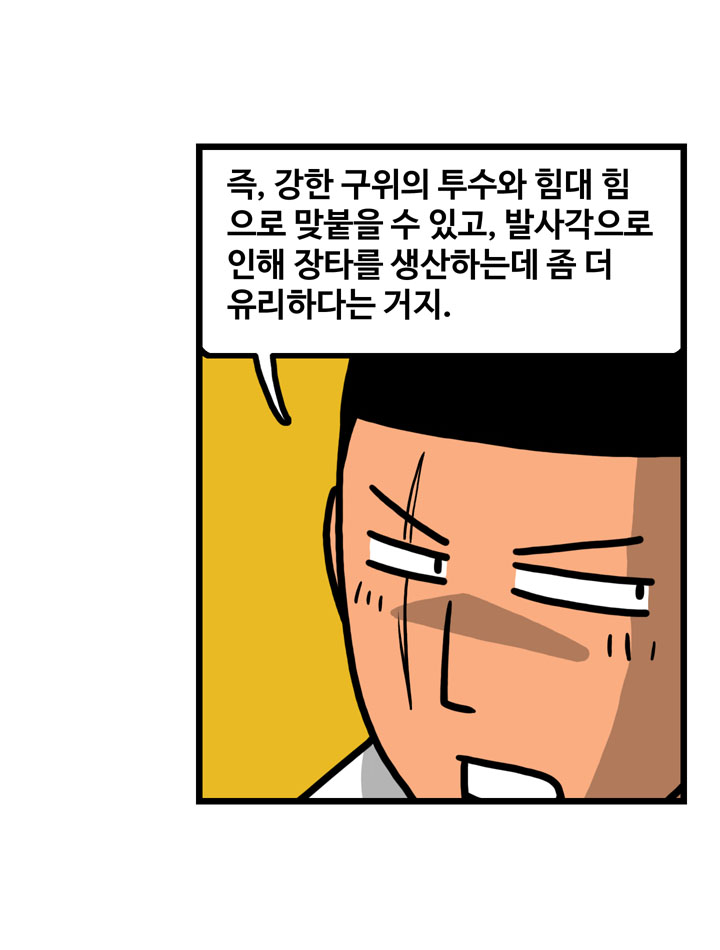 즉, 강한 구위의 투수와 힘대 힘
으로 맞붙을 수 있고, 발사각으로
인해 장타를 생산하는데 좀 더
유리하다는 거지.